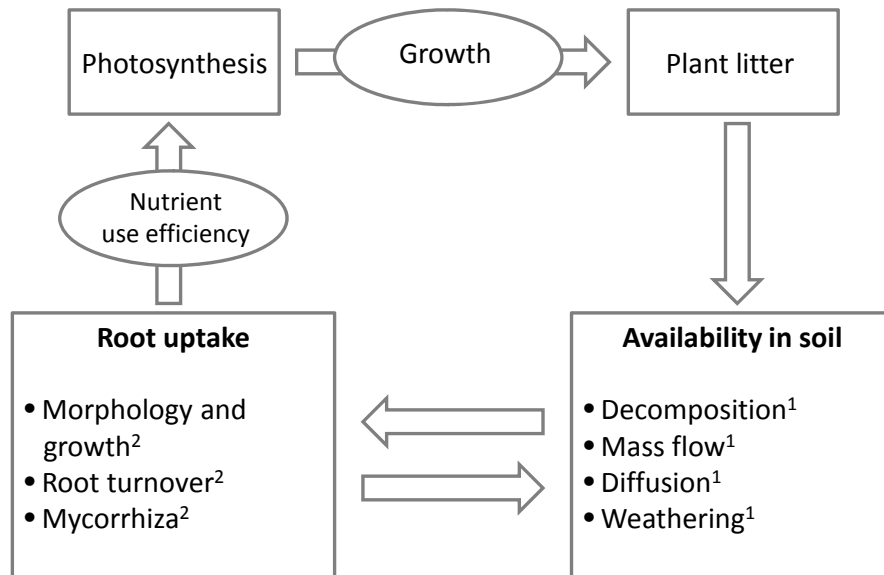 Photosynthesis
Growth
Plant litter
Nutrient
use efficiency
Root uptake
• Morphology and
growth²
• Root turnover²
• Mycorrhiza²
Availability in soil
• Decomposition¹
• Mass flow¹
• Diffusion¹
• Weathering¹